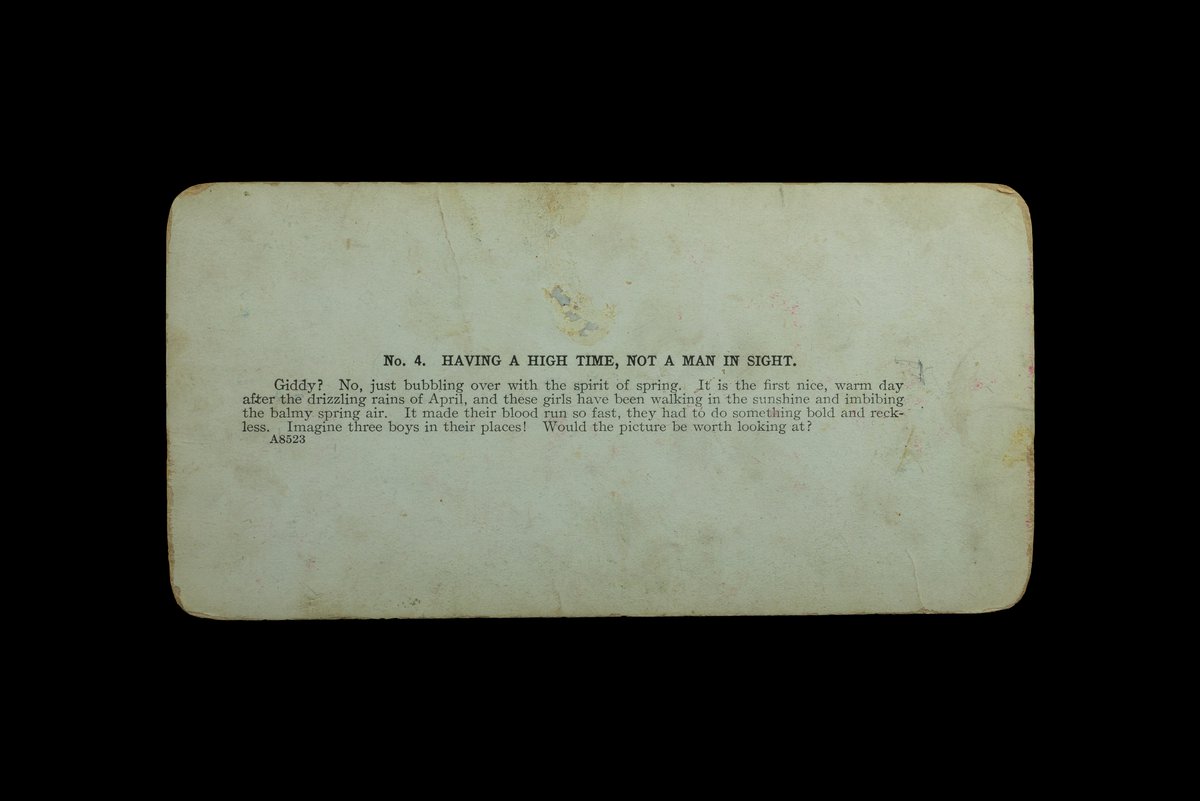 No. 4. HAVING A HIGH TIME, NOT A MAN IN SIGHT.
Giddy? No, just bubbling over with the spirit of spring. It is the first nice, warm day
after the drizzling rains of April, and these girls have been walking in the sunshine and imbibing
the balmy spring air. It made their blood run so fast, they had to do something bold and reck-
less. Imagine three boys in their places! Would the picture be worth looking at?
A8523